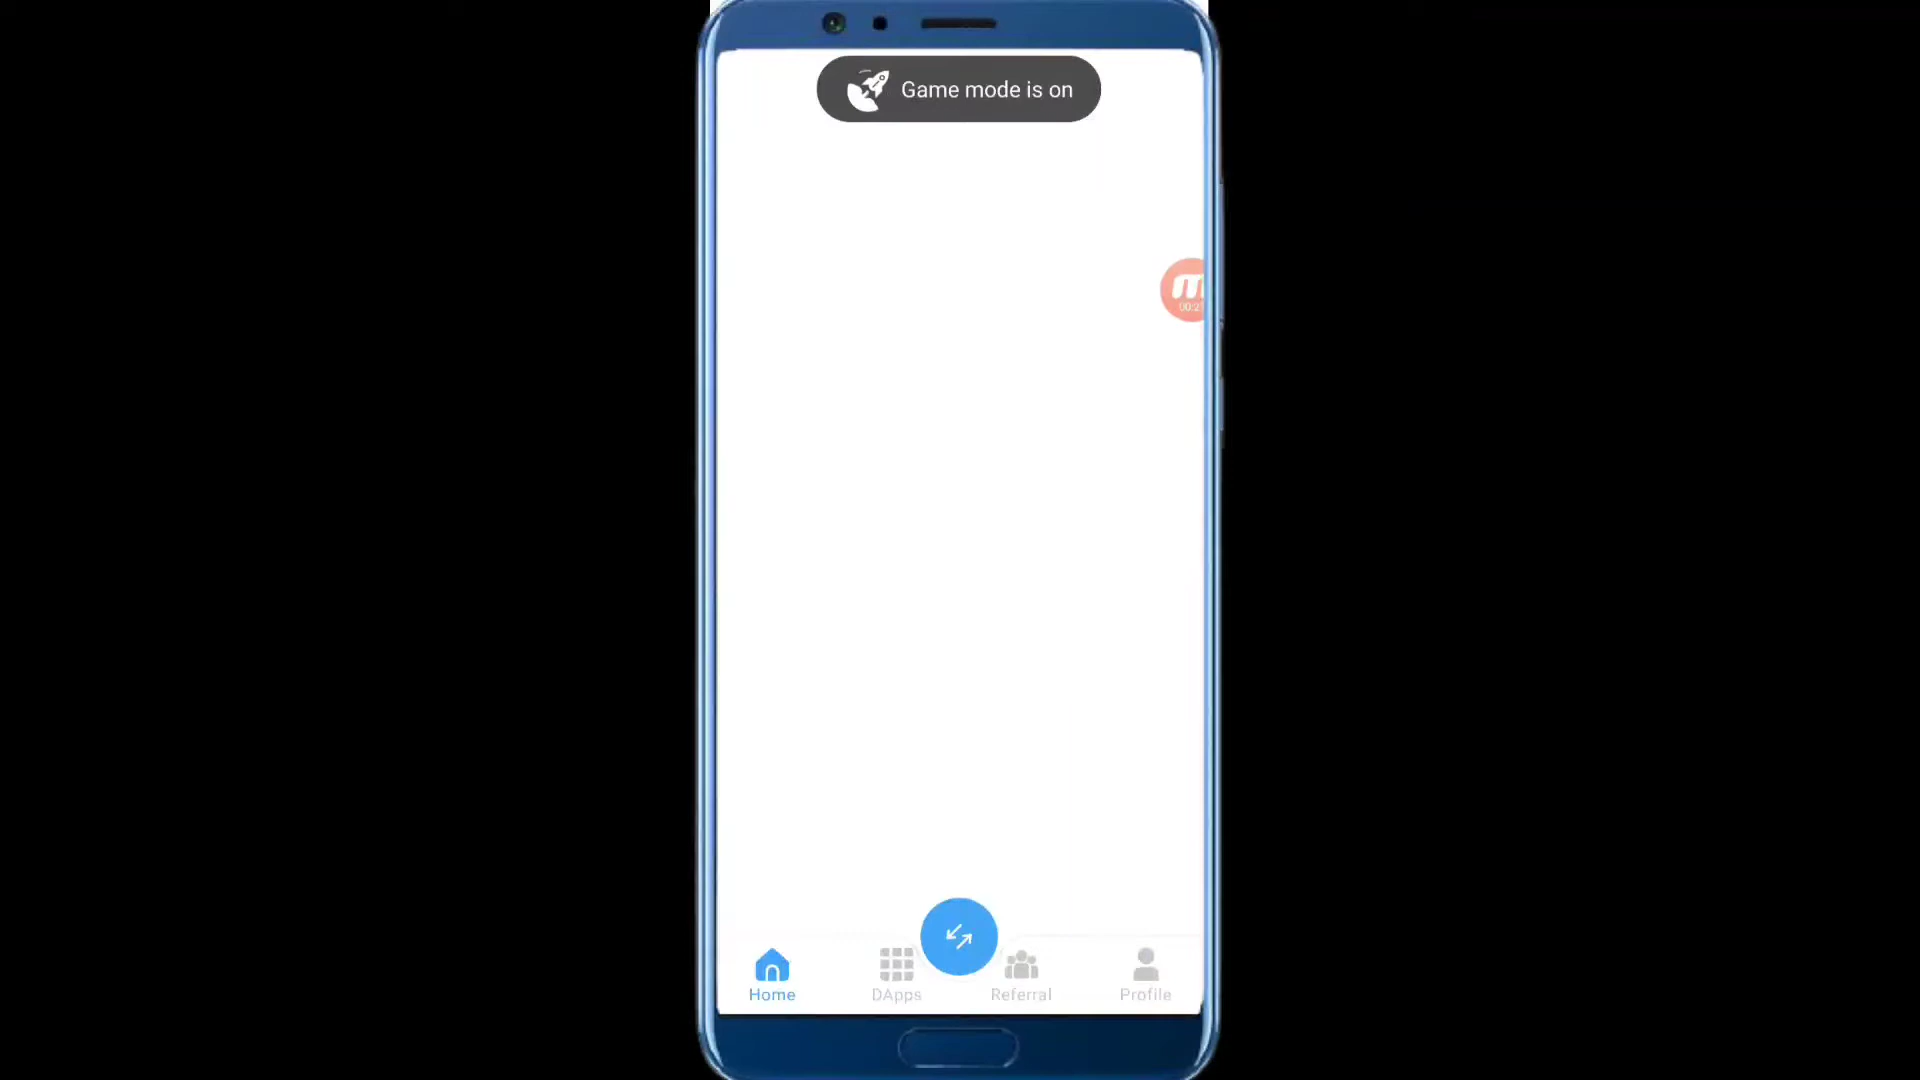 Game mode is on
m
Home
DApps
Referral
Profile